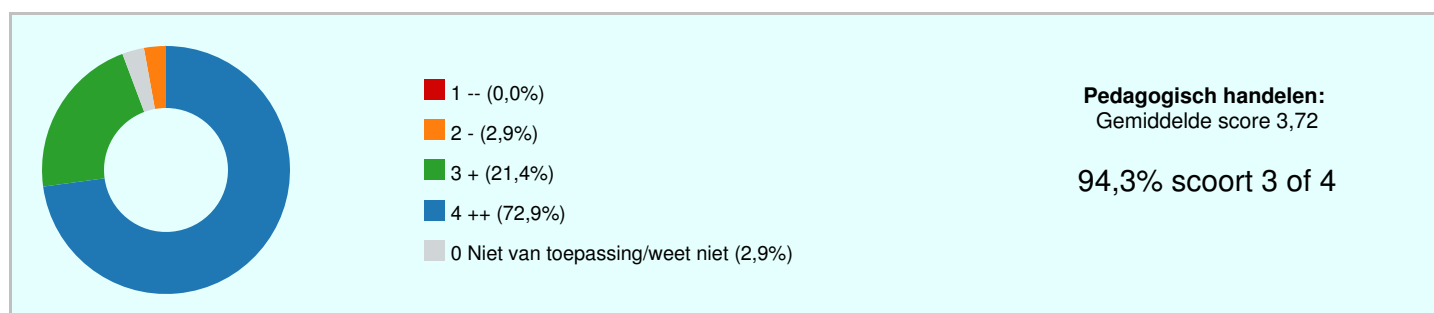 1 -- (0,0%)
2 - (2,9%)
3 + (21,4%)
4 ++ (72,9%)
0 Niet van toepassing/weet niet (2,9%)
Pedagogisch handelen:
Gemiddelde score 3,72
94,3% scoort 3 of 4